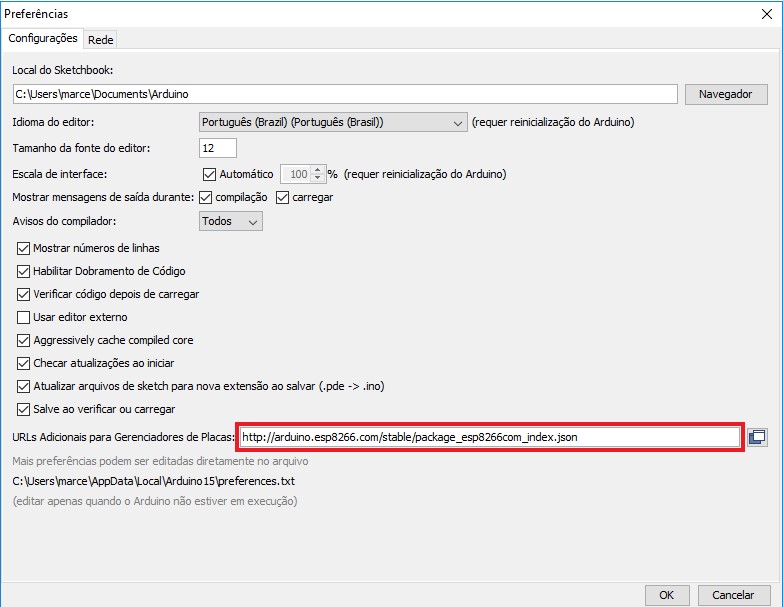 Preferências
Configurações Rede
Local do Sketchbook:
C:\Users\marce\Documents\Arduino Navegador
Idioma do editor: Português (Brazil) (Português (Brasil)) (requer reinicialização do Arduino)
Tamanho da fonte do editor: 12
Escala de interface: Automático 100 % (requer reinicialização do Arduino)
Mostrar mensagens de saída durante: compilação carregar
Avisos do compilador: Todos
Mostrar números de linhas
Habilitar Dobramento de Código
Verificar código depois de carregar
Usar editor externo
Aggressively cache compiled core
Checar atualizações ao iniciar
Atualizar arquivos de sketch para nova extensão ao salvar (.pde -> .ino)
Salve ao verificar ou carregar
URLs Adicionais para Gerenciadores de Placas: http://arduino.esp8266.com/stable/package_esp8266com_index.json
Mais preferências podem ser editadas diretamente no arquivo
C:\Users\marce\AppData\Local\Arduino15\preferences.txt
(editar apenas quando o Arduino não estiver em execução)
OK Cancelar